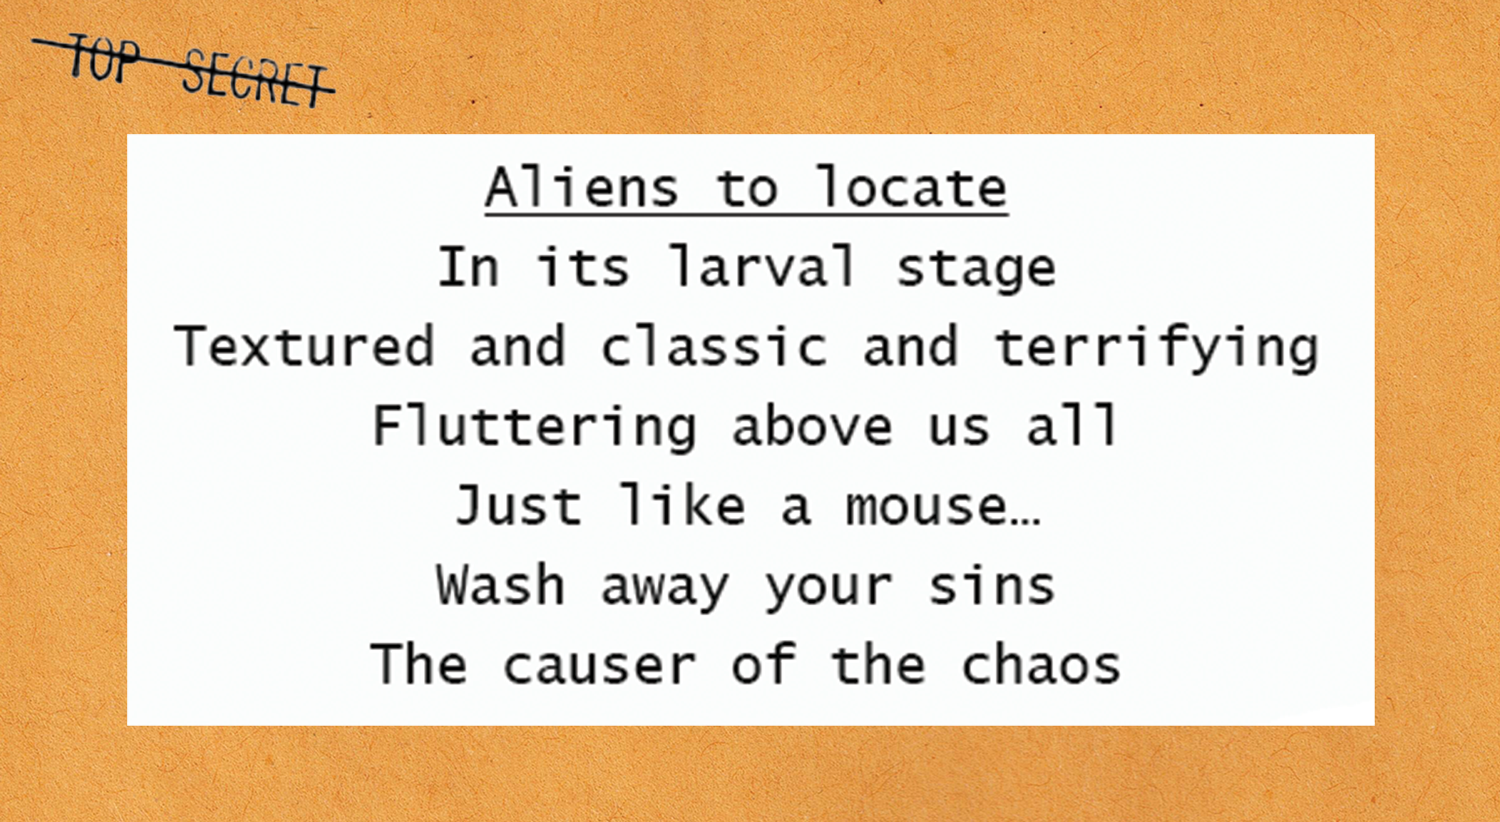 TOP SECRET
Aliens to locate
In its larval stage
Textured and classic and terrifying
Fluttering above us all
Just like a mouse…
Wash away your sins
The causer of the chaos